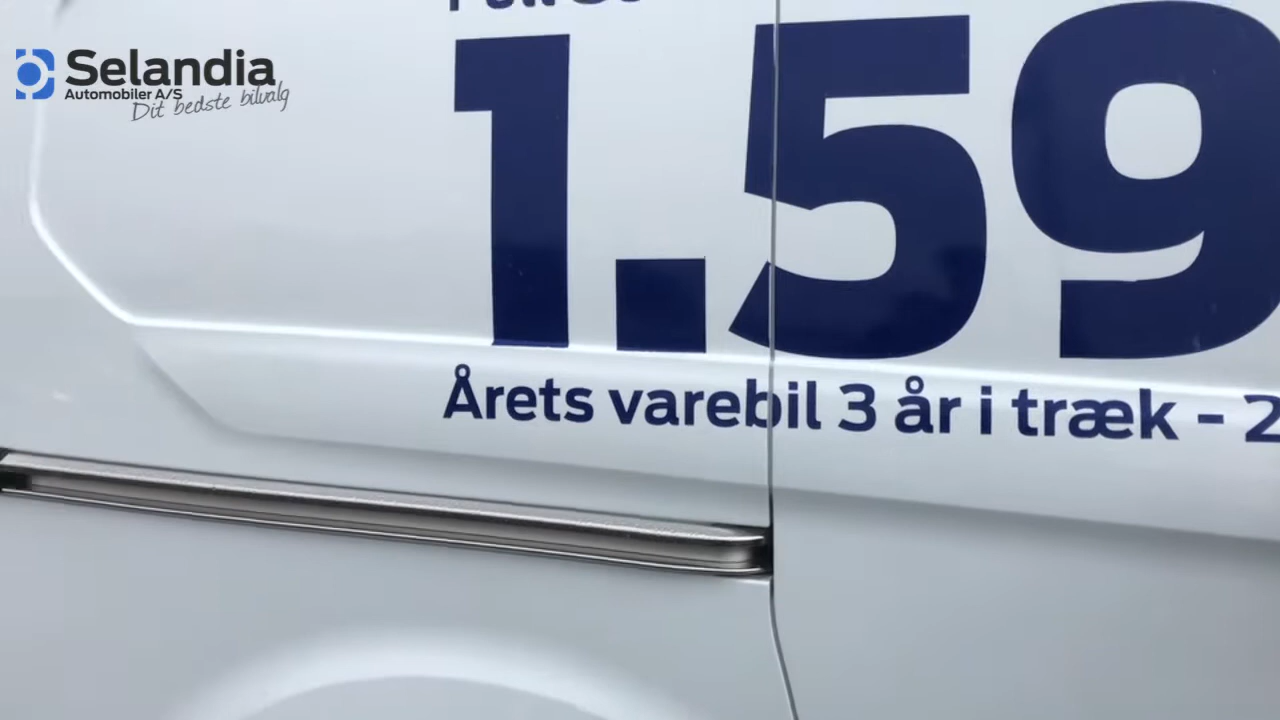 Selandia
Automobiler A/S
Dit bedste bilvalg
1.59
Årets varebil 3 år i træk - 2